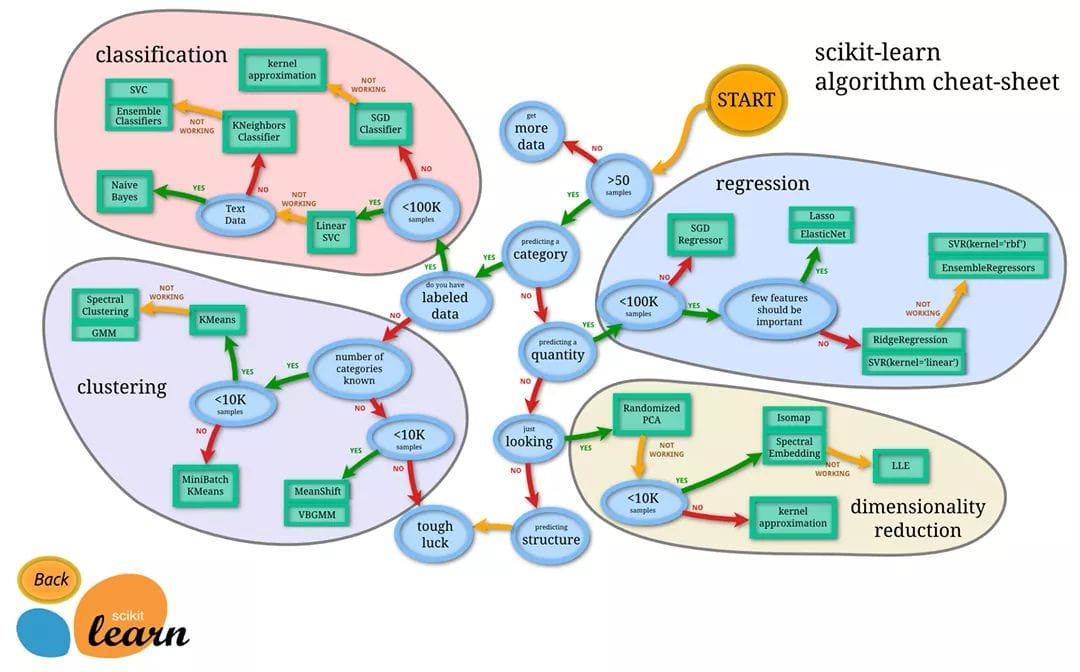 scikit-learn
algorithm cheat-sheet
START
get
more
data
NO
>50
samples
YES
predicting a
category
YES
NO
do you have
labeled
data
YES
NO
predicting a
quantity
YES
NO
just
looking
YES
NO
predicting
structure
tough
luck
classification
kernel
approximation
NOT
WORKING
SGD
Classifier
NO
<100K
samples
YES
Linear
SVC
NOT
WORKING
Text
Data
YES
Naive
Bayes
NO
KNeighbors
Classifier
NOT
WORKING
SVC
Ensemble
Classifiers
clustering
number of
categories
known
YES
NO
<10K
samples
YES
KMeans
NOT
WORKING
Spectral
Clustering
GMM
NO
MiniBatch
KMeans
<10K
samples
YES
MeanShift
VBGMM
NO
regression
<100K
samples
NO
SGD
Regressor
YES
few features
should be
important
YES
Lasso
ElasticNet
NO
RidgeRegression
SVR(kernel='linear')
NOT
WORKING
SVR(kernel='rbf')
EnsembleRegressors
dimensionality
reduction
Randomized
PCA
NOT
WORKING
<10K
samples
YES
Isomap
Spectral
Embedding
NOT
WORKING
LLE
NO
kernel
approximation
Back
scikit
learn